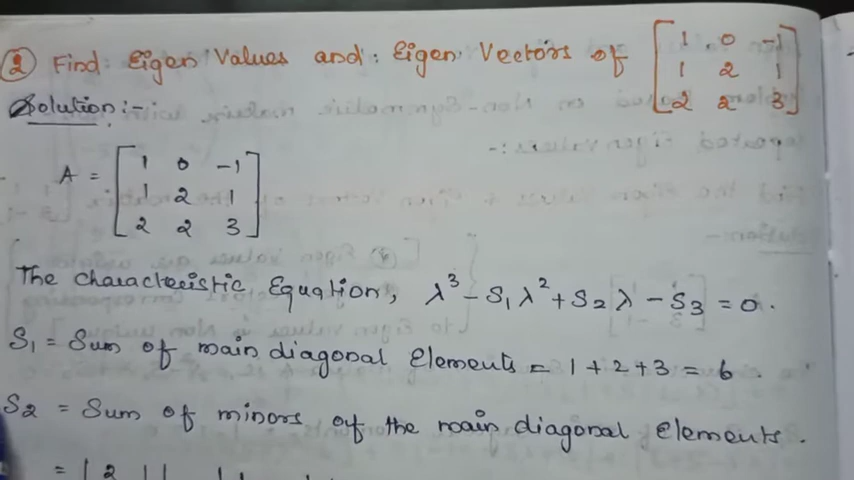 ② Find Eigen Values and Eigen Vectors of [1 0 -1
1 2 1
2 2 3]
Solution :-
A = [1 0 -1
1 2 1
2 2 3]
The characteristic Equation, λ³ - S₁λ² + S₂λ - S₃ = 0.
S₁ = Sum of main diagonal elements = 1 + 2 + 3 = 6.
S₂ = Sum of minors of the main diagonal elements.
= | 2 1 |